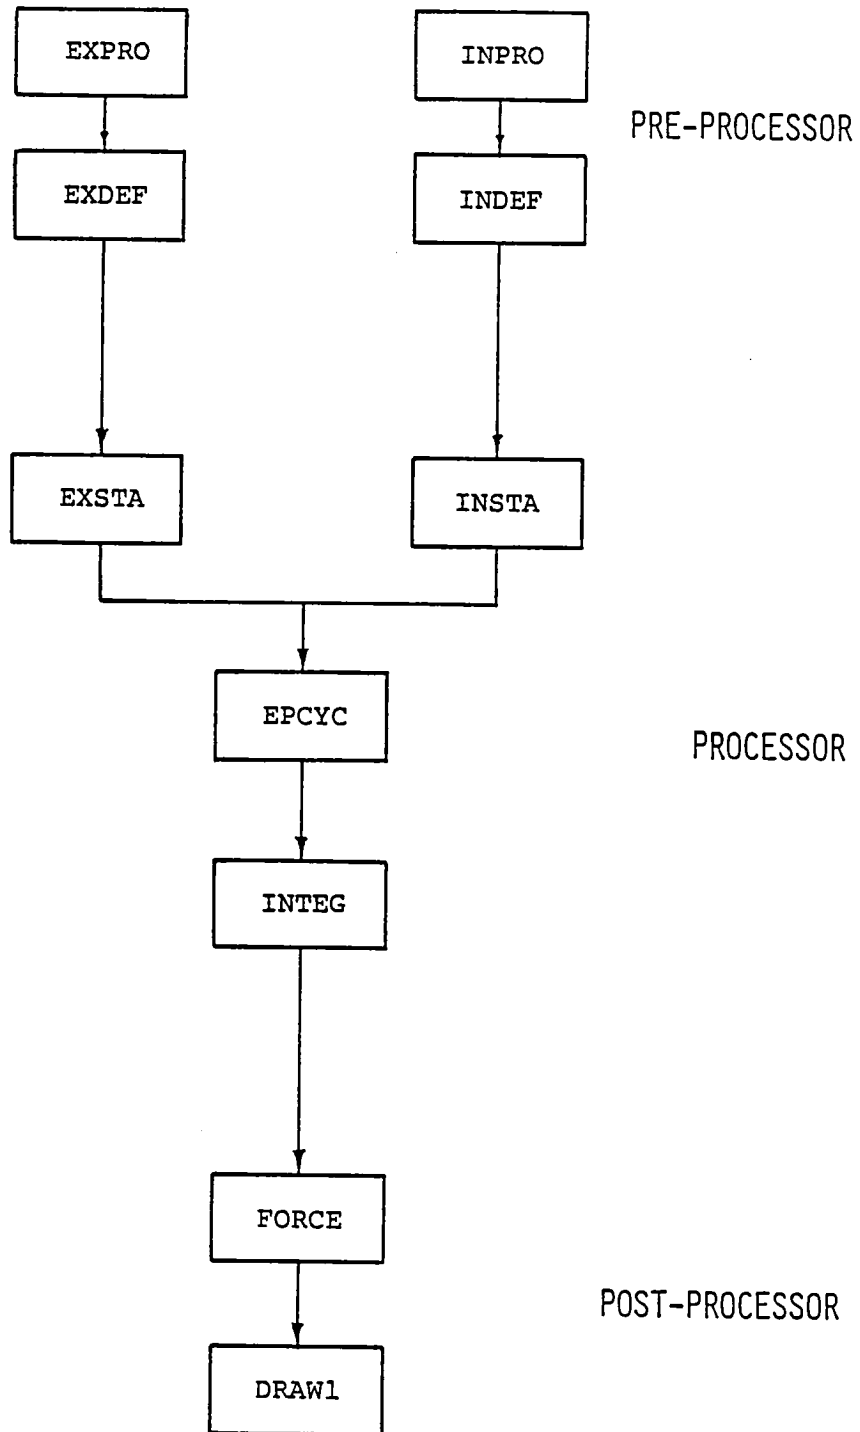 EXPRO
INPRO
PRE-PROCESSOR
EXDEF
INDEF
EXSTA
INSTA
EPCYC
PROCESSOR
INTEG
FORCE
POST-PROCESSOR
DRAW1